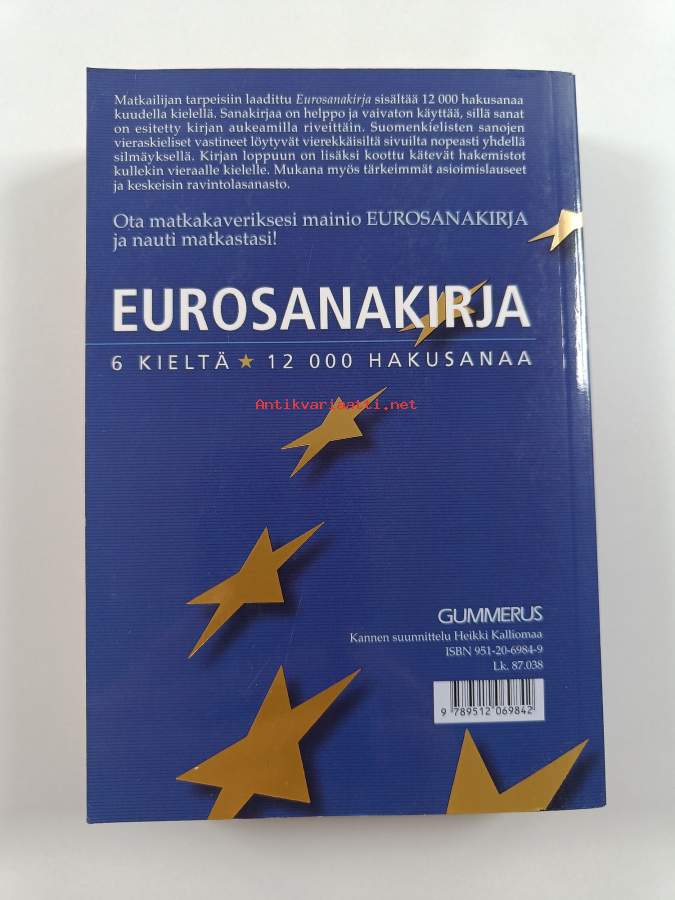 Matkailijan tarpeisiin laadittu Eurosanakirja sisältää 12 000 hakusanaa
kuudella kielellä. Sanakirjaa on helppo ja vaivaton käyttää, sillä sanat
on esitetty kirjan aukeamilla riveittäin. Suomenkielisten sanojen
vieraskieliset vastineet löytyvät vierekkäisiltä sivuilta nopeasti yhdellä
silmäyksellä. Kirjan loppuun on lisäksi koottu kätevät hakemistot
kullekin vieraalle kielelle. Mukana myös tärkeimmät asioimislauseet
ja keskeisin ravintolasanasto.
Ota matkakaveriksesi mainio EUROSANAKIRJA
ja nauti matkastasi!
EUROSANAKIRJA
6 KIELTÄ ★ 12 000 HAKUSANAA
Antikvariaatti.net
GUMMERUS
Kannen suunnittelu Heikki Kalliomaa
ISBN 951-20-6984-9
Lk. 87.038
9 789512 069842